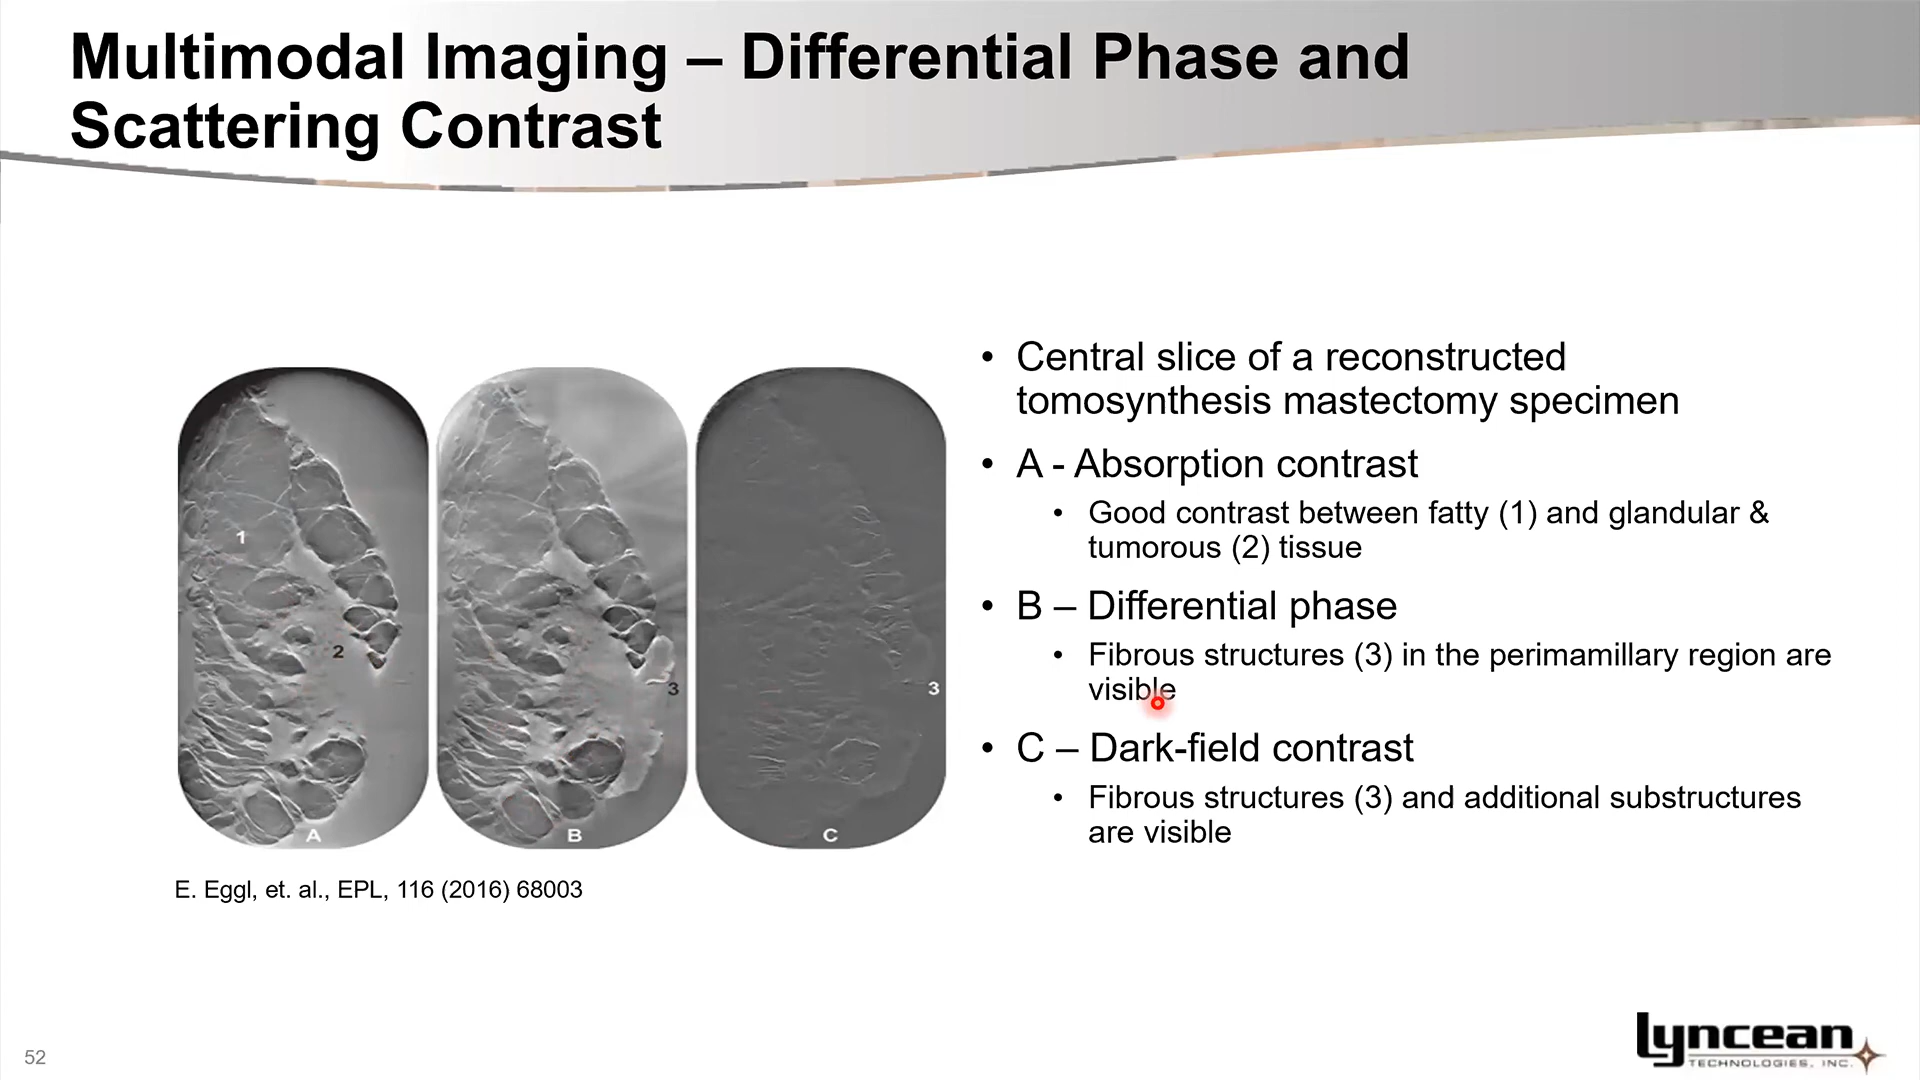 Multimodal Imaging – Differential Phase and
Scattering Contrast
1
2
A
3
B
3
C
E. Eggl, et. al., EPL, 116 (2016) 68003
• Central slice of a reconstructed
tomosynthesis mastectomy specimen
• A - Absorption contrast
• Good contrast between fatty (1) and glandular &
tumorous (2) tissue
• B – Differential phase
• Fibrous structures (3) in the perimamillary region are
visible
• C – Dark-field contrast
• Fibrous structures (3) and additional substructures
are visible
52
lyncean
TECHNOLOGIES, INC.